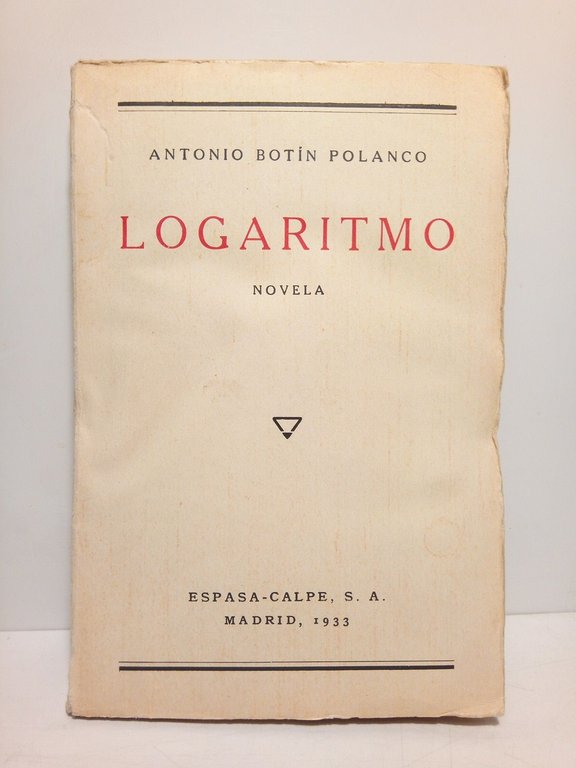 ANTONIO BOTÍN POLANCO
LOGARITMO
NOVELA
ESPASA-CALPE, S. A.
MADRID, 1933